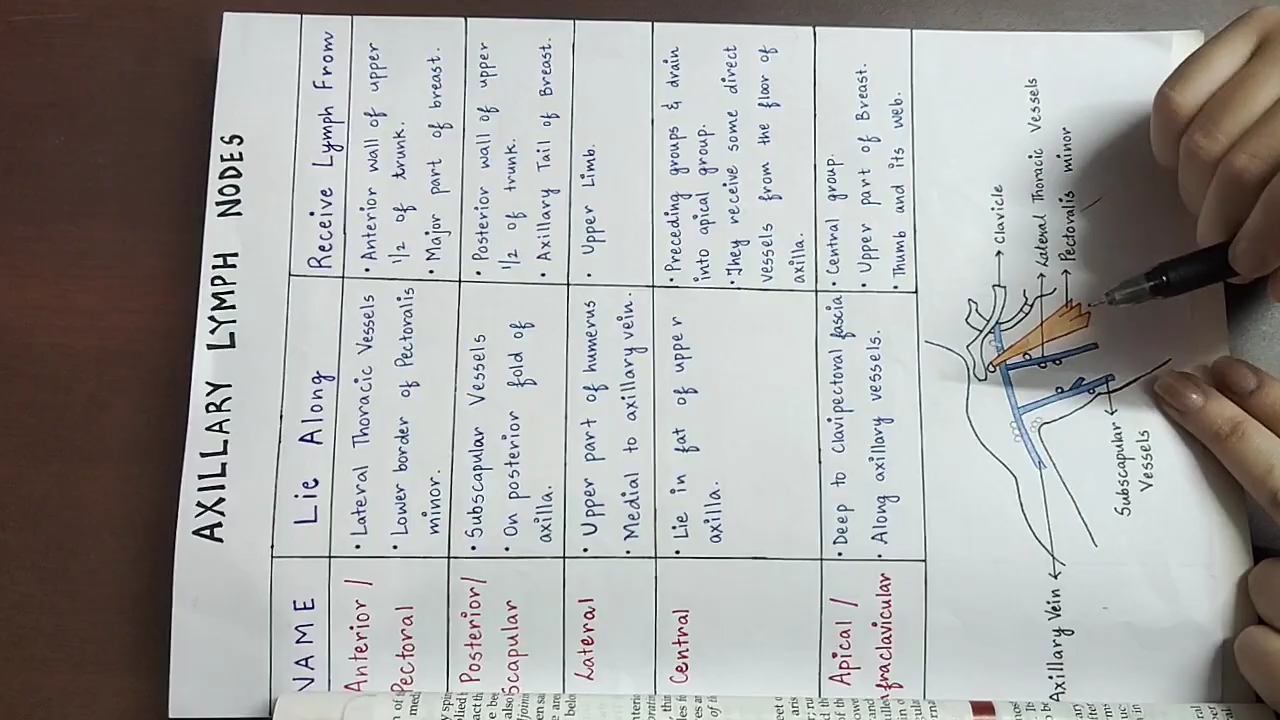 AXILLARY LYMPH NODES
NAME
Lie Along
Receive Lymph From
Anterior /
Pectoral
• Lateral Thoracic Vessels
• Lower border of Pectoralis
minor.
• Anterior wall of upper
1/2 of trunk.
• Major part of breast.
Posterior/
Scapular
• Subscapular Vessels
• On posterior fold of
axilla.
• Posterior wall of upper
1/2 of trunk.
• Axillary Tail of Breast.
Lateral
• Upper part of humerus
• Medial to axillary vein.
• Upper Limb.
Central
• Lie in fat of upper
axilla.
• Preceding groups & drain
into apical group.
• They receive some direct
vessels from the floor of
axilla.
Apical /
fraclavicular
• Deep to clavipectoral fascia
• Along axillary vessels.
• Central group.
• Upper part of Breast.
• Thumb and its web.
Clavicle
Lateral Thoracic Vessels
Pectoralis minor
Subscapular
Vessels
Axillary Vein